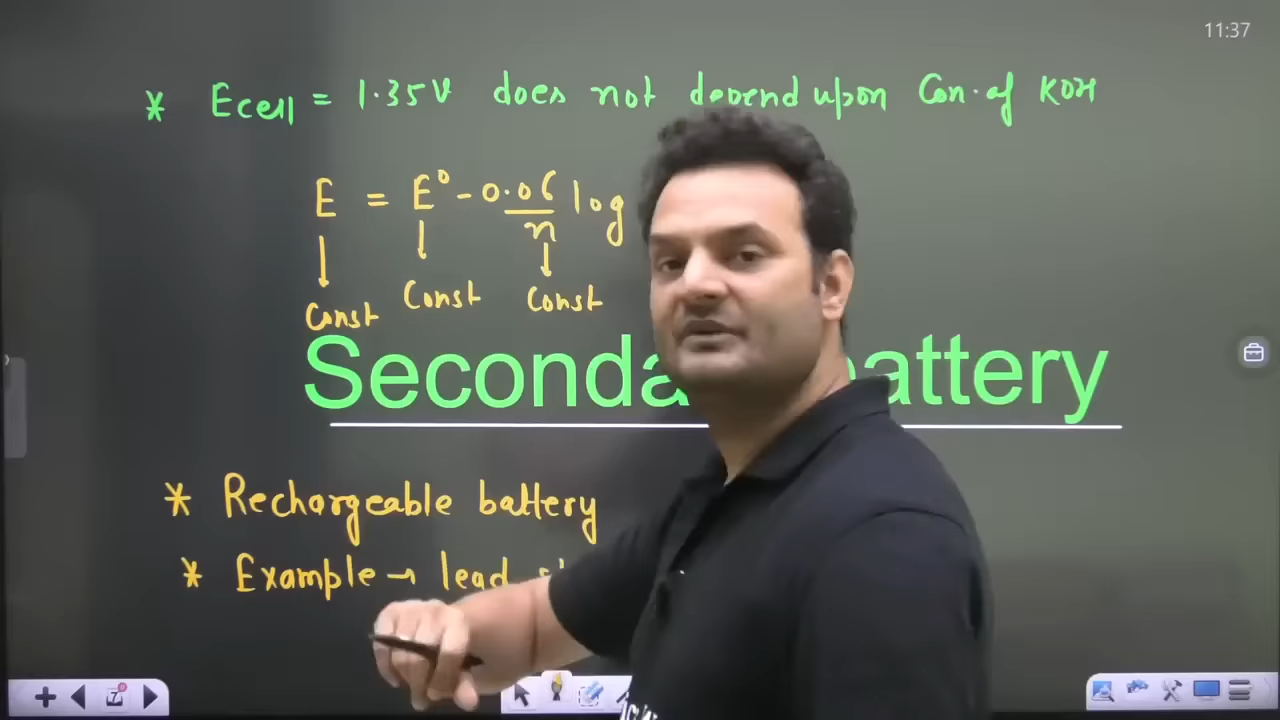 11:37
* Ecell = 1.35V does not depend upon Con. of KOH
E = E° - 0.06/n log
Const Const Const
Seconda attery
* Rechargeable battery
* Example → lead